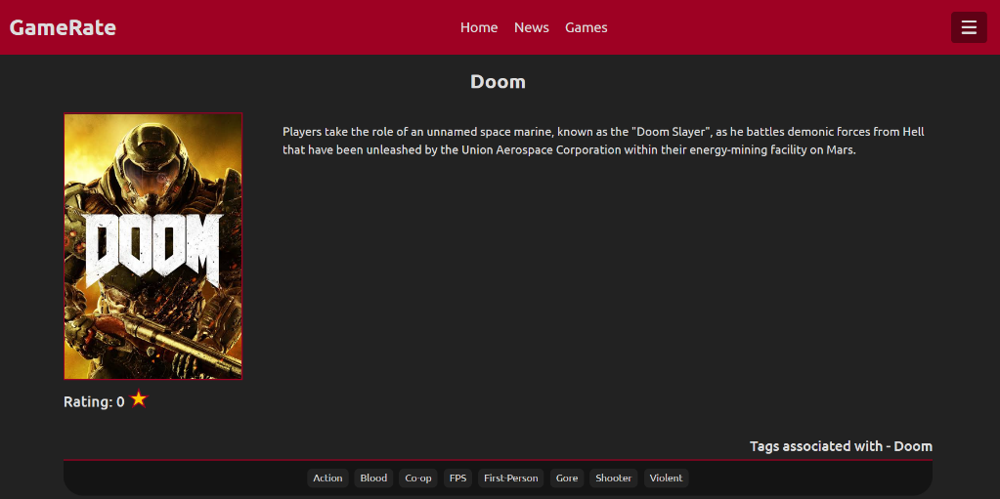 GameRate
Home News Games
Doom
Players take the role of an unnamed space marine, known as the "Doom Slayer", as he battles demonic forces from Hell
that have been unleashed by the Union Aerospace Corporation within their energy-mining facility on Mars.
DOOM
Rating: 0
Tags associated with - Doom
Action Blood Co-op FPS First-Person Gore Shooter Violent